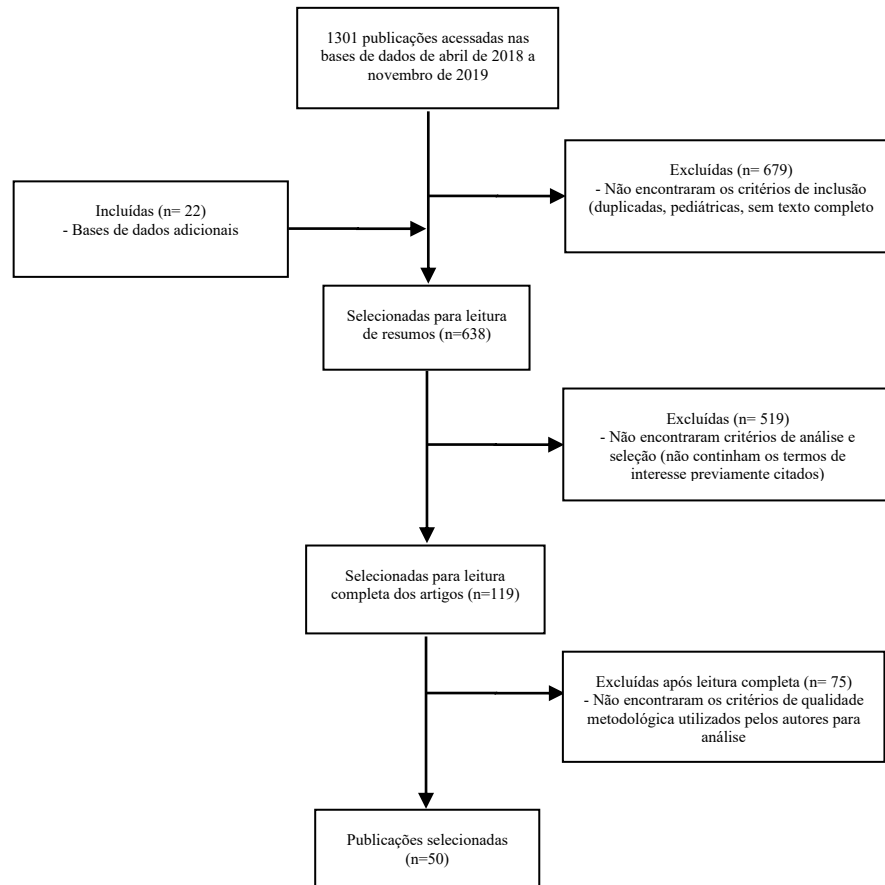 1301 publicações acessadas nas
bases de dados de abril de 2018 a
novembro de 2019
Excluídas (n= 679)
- Não encontraram os critérios de inclusão
(duplicadas, pediátricas, sem texto
completo
Incluídas (n= 22)
- Bases de dados adicionais
Selecionadas para leitura
de resumos (n=638)
Excluídas (n= 519)
- Não encontraram critérios de análise e
seleção (não continham os termos de
interesse previamente citados)
Selecionadas para leitura
completa dos artigos (n=119)
Excluídas após leitura completa (n= 75)
- Não encontraram os critérios de qualidade
metodológica utilizados pelos autores para
análise
Publicações selecionadas
(n=50)